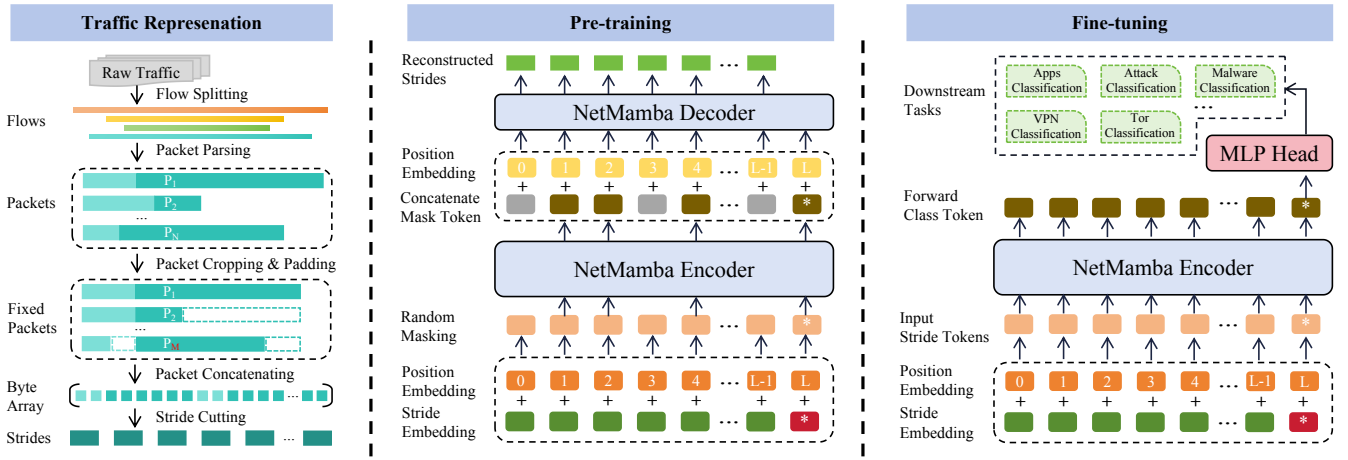 Traffic Represenation
Raw Traffic
Flow Splitting
Flows
Packet Parsing
P1
Packets
P2
...
PN
Packet Cropping & Padding
P1
Fixed
Packets
P2
...
PM
Packet Concatenating
Byte
Array
...
Stride Cutting
Strides
...
Pre-training
Reconstructed
Strides
...
NetMamba Decoder
Position
Embedding
0 1 2 3 4 ... L-1 L
+ + + + + + +
Concatenate
Mask Token
... *
NetMamba Encoder
Random
Masking
... *
Position
Embedding
0 1 2 3 4 ... L-1 L
+ + + + + + +
Stride
Embedding
... *
Fine-tuning
Downstream
Tasks
Apps
Classification
Attack
Classification
Malware
Classification
VPN
Classification
Tor
Classification
...
MLP Head
Forward
Class Token
... *
NetMamba Encoder
Input
Stride Tokens
... *
Position
Embedding
0 1 2 3 4 ... L-1 L
+ + + + + + +
Stride
Embedding
... *